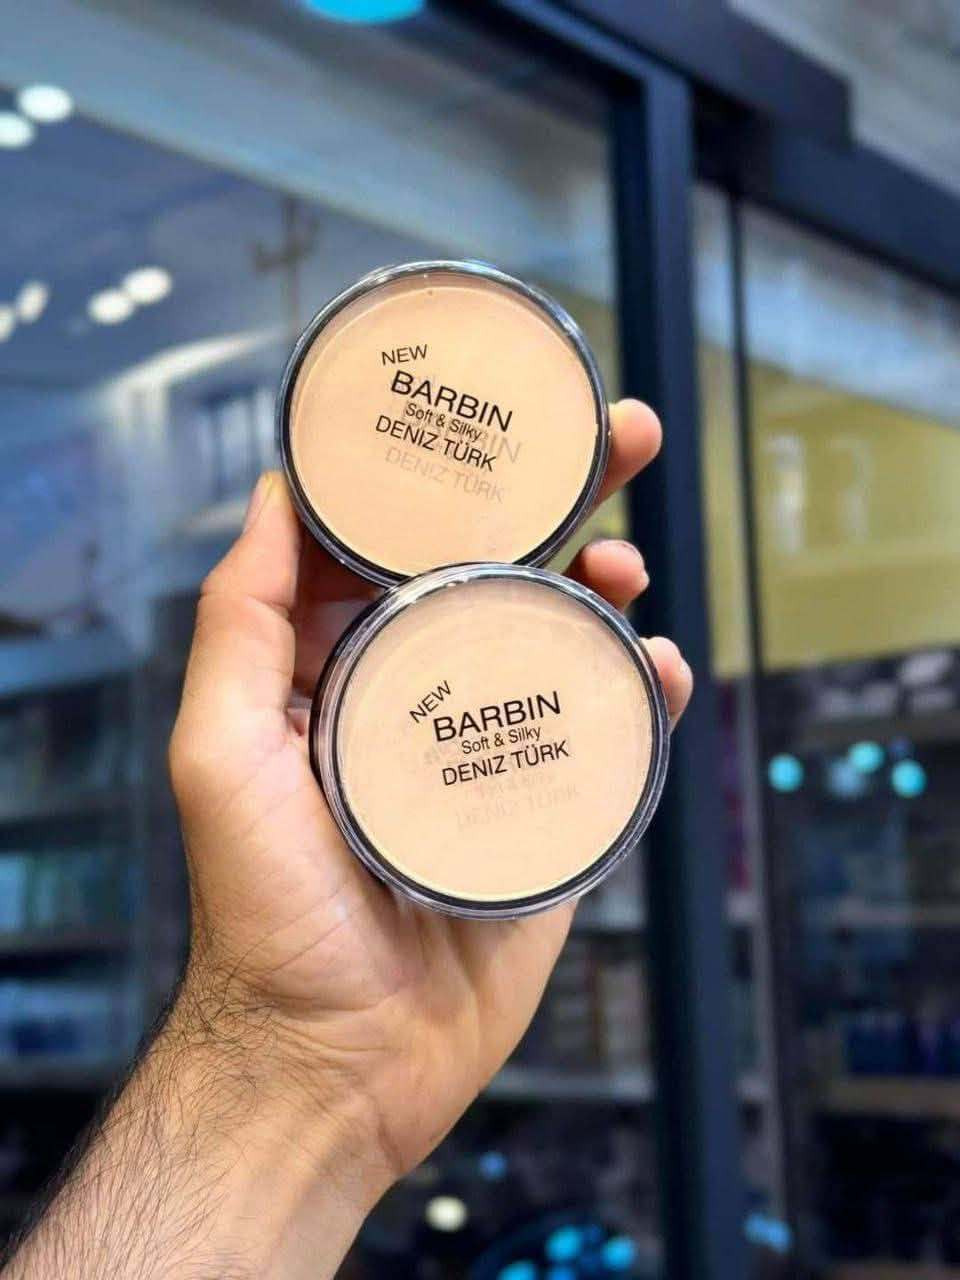 NEW
BARBIN
Soft & Silky
DENIZ TÜRK
NEW
BARBIN
Soft & Silky
DENIZ TÜRK